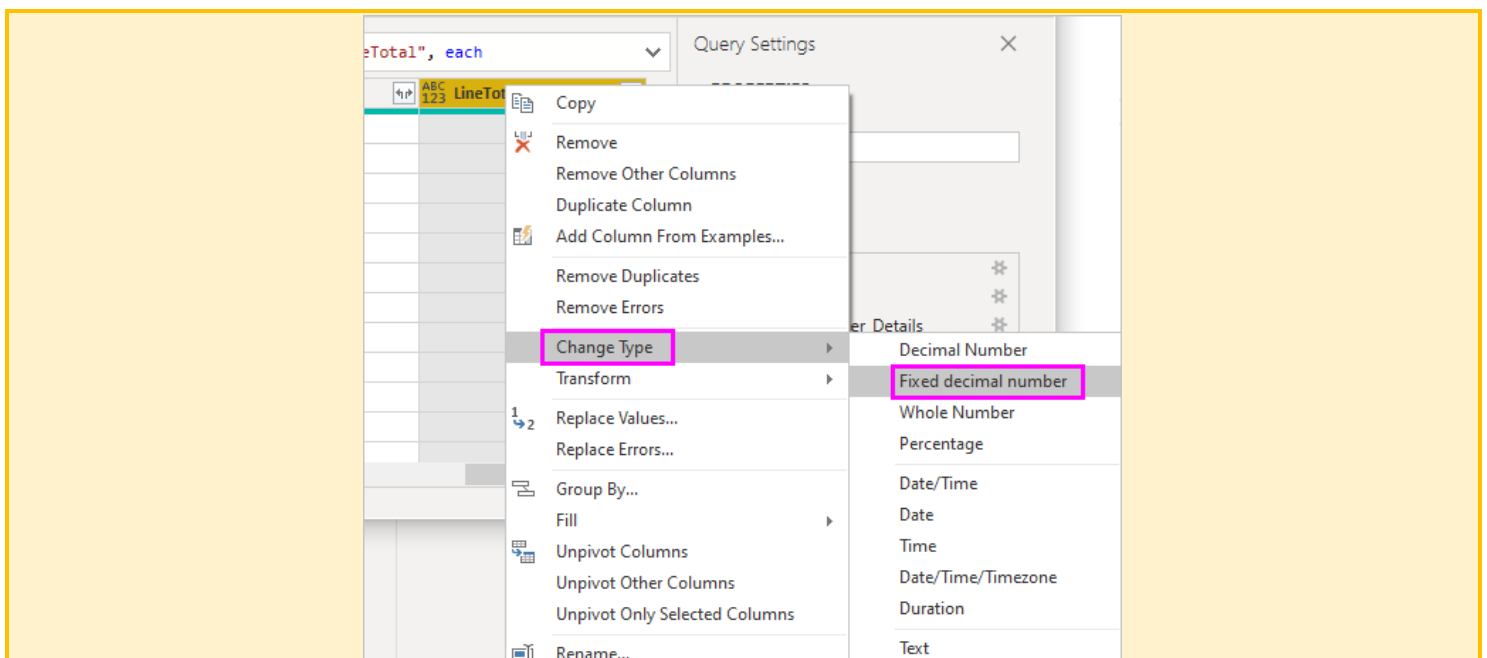 eTotal", each
Query Settings
ABC
123
LineTot
Copy
Remove
Remove Other Columns
Duplicate Column
Add Column From Examples...
Remove Duplicates
Remove Errors
er Details
Change Type
Transform
Replace Values...
Replace Errors...
Group By...
Fill
Unpivot Columns
Unpivot Other Columns
Unpivot Only Selected Columns
Rename...
Decimal Number
Fixed decimal number
Whole Number
Percentage
Date/Time
Date
Time
Date/Time/Timezone
Duration
Text